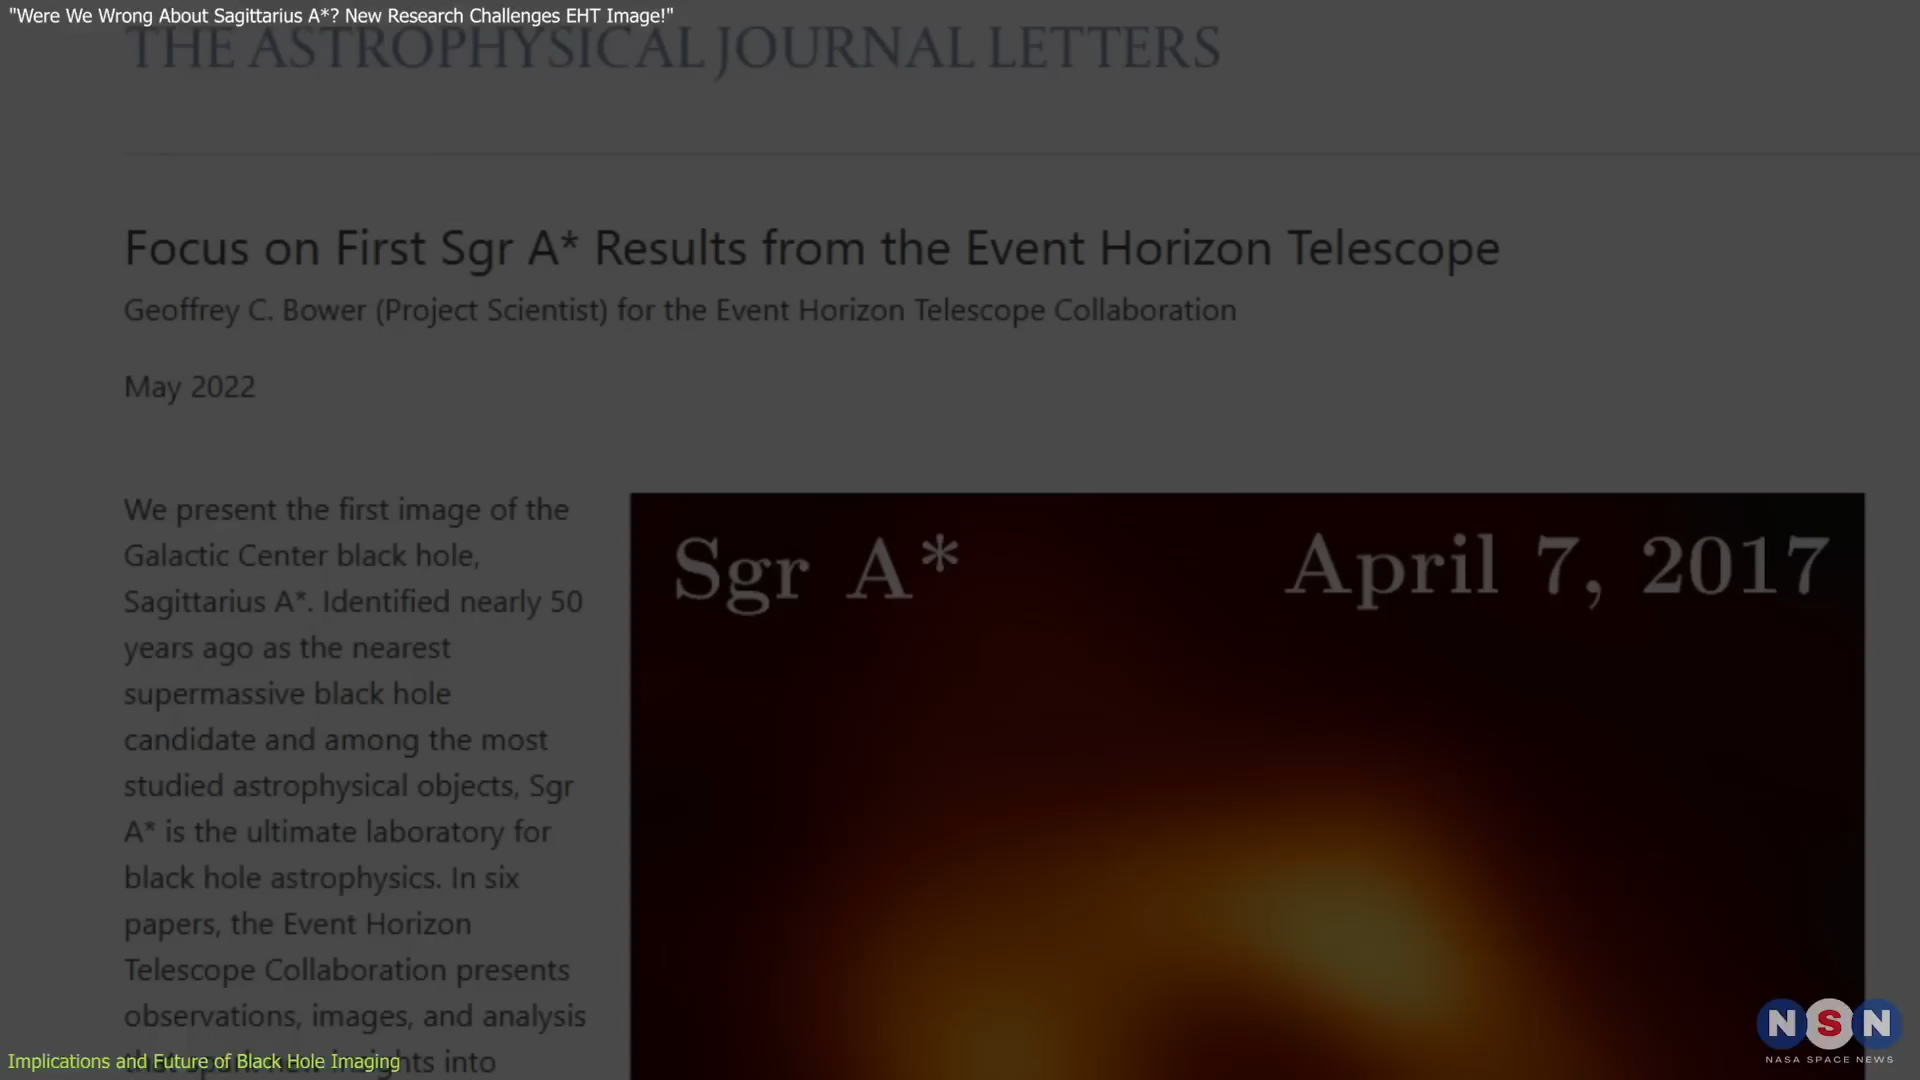 "Were We Wrong About Sagittarius A*? New Research Challenges EHT Image!"
THE ASTROPHYSICAL JOURNAL LETTERS
Focus on First Sgr A* Results from the Event Horizon Telescope
Geoffrey C. Bower (Project Scientist) for the Event Horizon Telescope Collaboration
May 2022
We present the first image of the
Galactic Center black hole,
Sagittarius A*. Identified nearly 50
years ago as the nearest
supermassive black hole
candidate and among the most
studied astrophysical objects, Sgr
A* is the ultimate laboratory for
black hole astrophysics. In six
papers, the Event Horizon
Telescope Collaboration presents
observations, images, and analysis
into
Sgr A*
April 7, 2017
Implications and Future of Black Hole Imaging
NSN
NASA SPACE NEWS